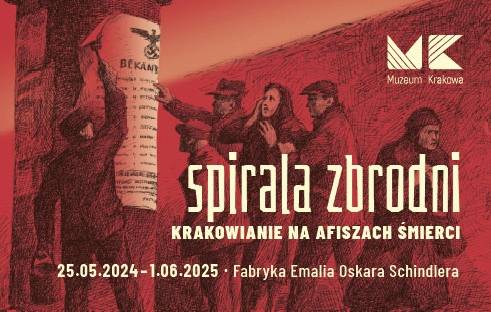 BEKANN
MK
Muzeum Krakowa
spirala zbrodni
KRAKOWIANIE NA AFISZACH ŚMIERCI
25.05.2024–1.06.2025 · Fabryka Emalia Oskara Schindlera